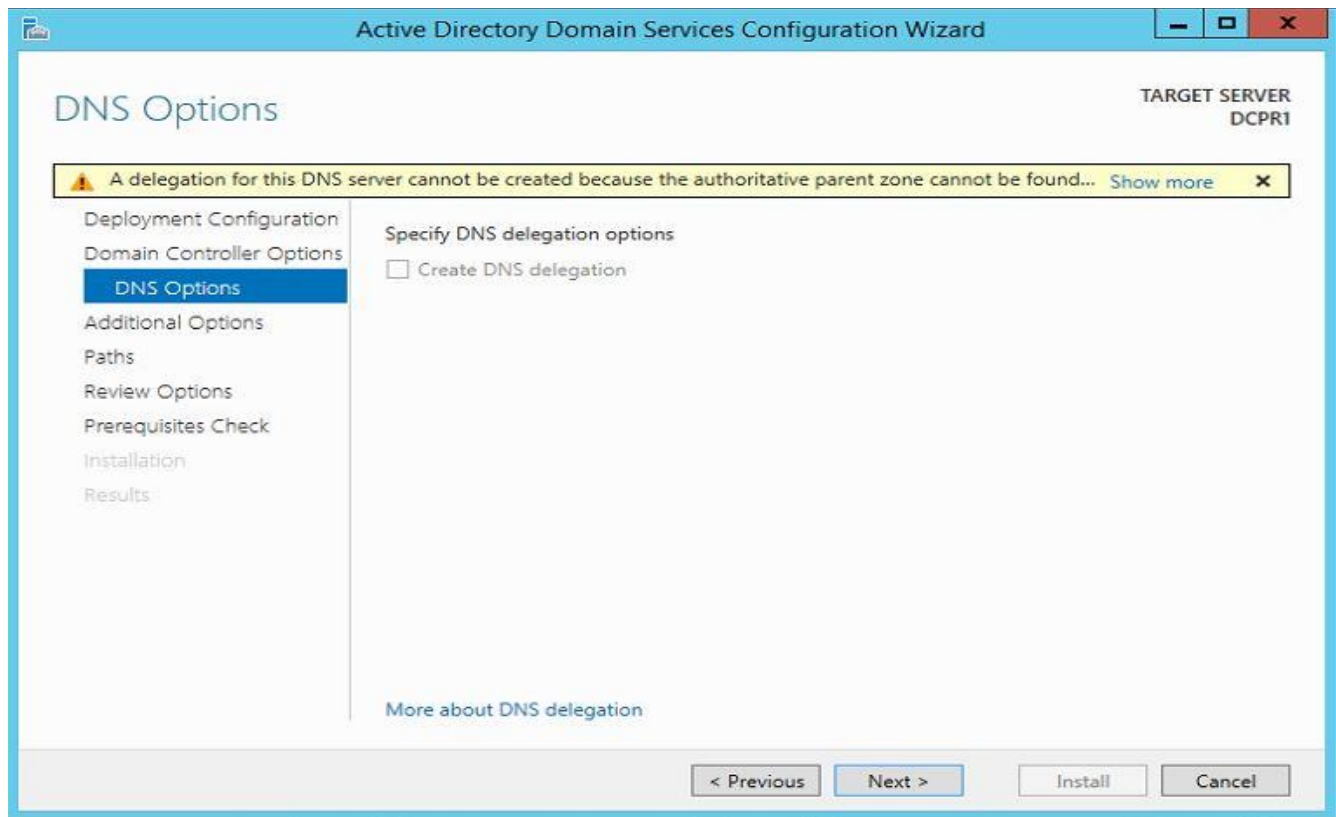 Active Directory Domain Services Configuration Wizard
DNS Options
TARGET SERVER
DCPR1
A delegation for this DNS server cannot be created because the authoritative parent zone cannot be found... Show more
Deployment Configuration
Domain Controller Options
DNS Options
Additional Options
Paths
Review Options
Prerequisites Check
Installation
Results
Specify DNS delegation options
Create DNS delegation
More about DNS delegation
< Previous Next > Install Cancel